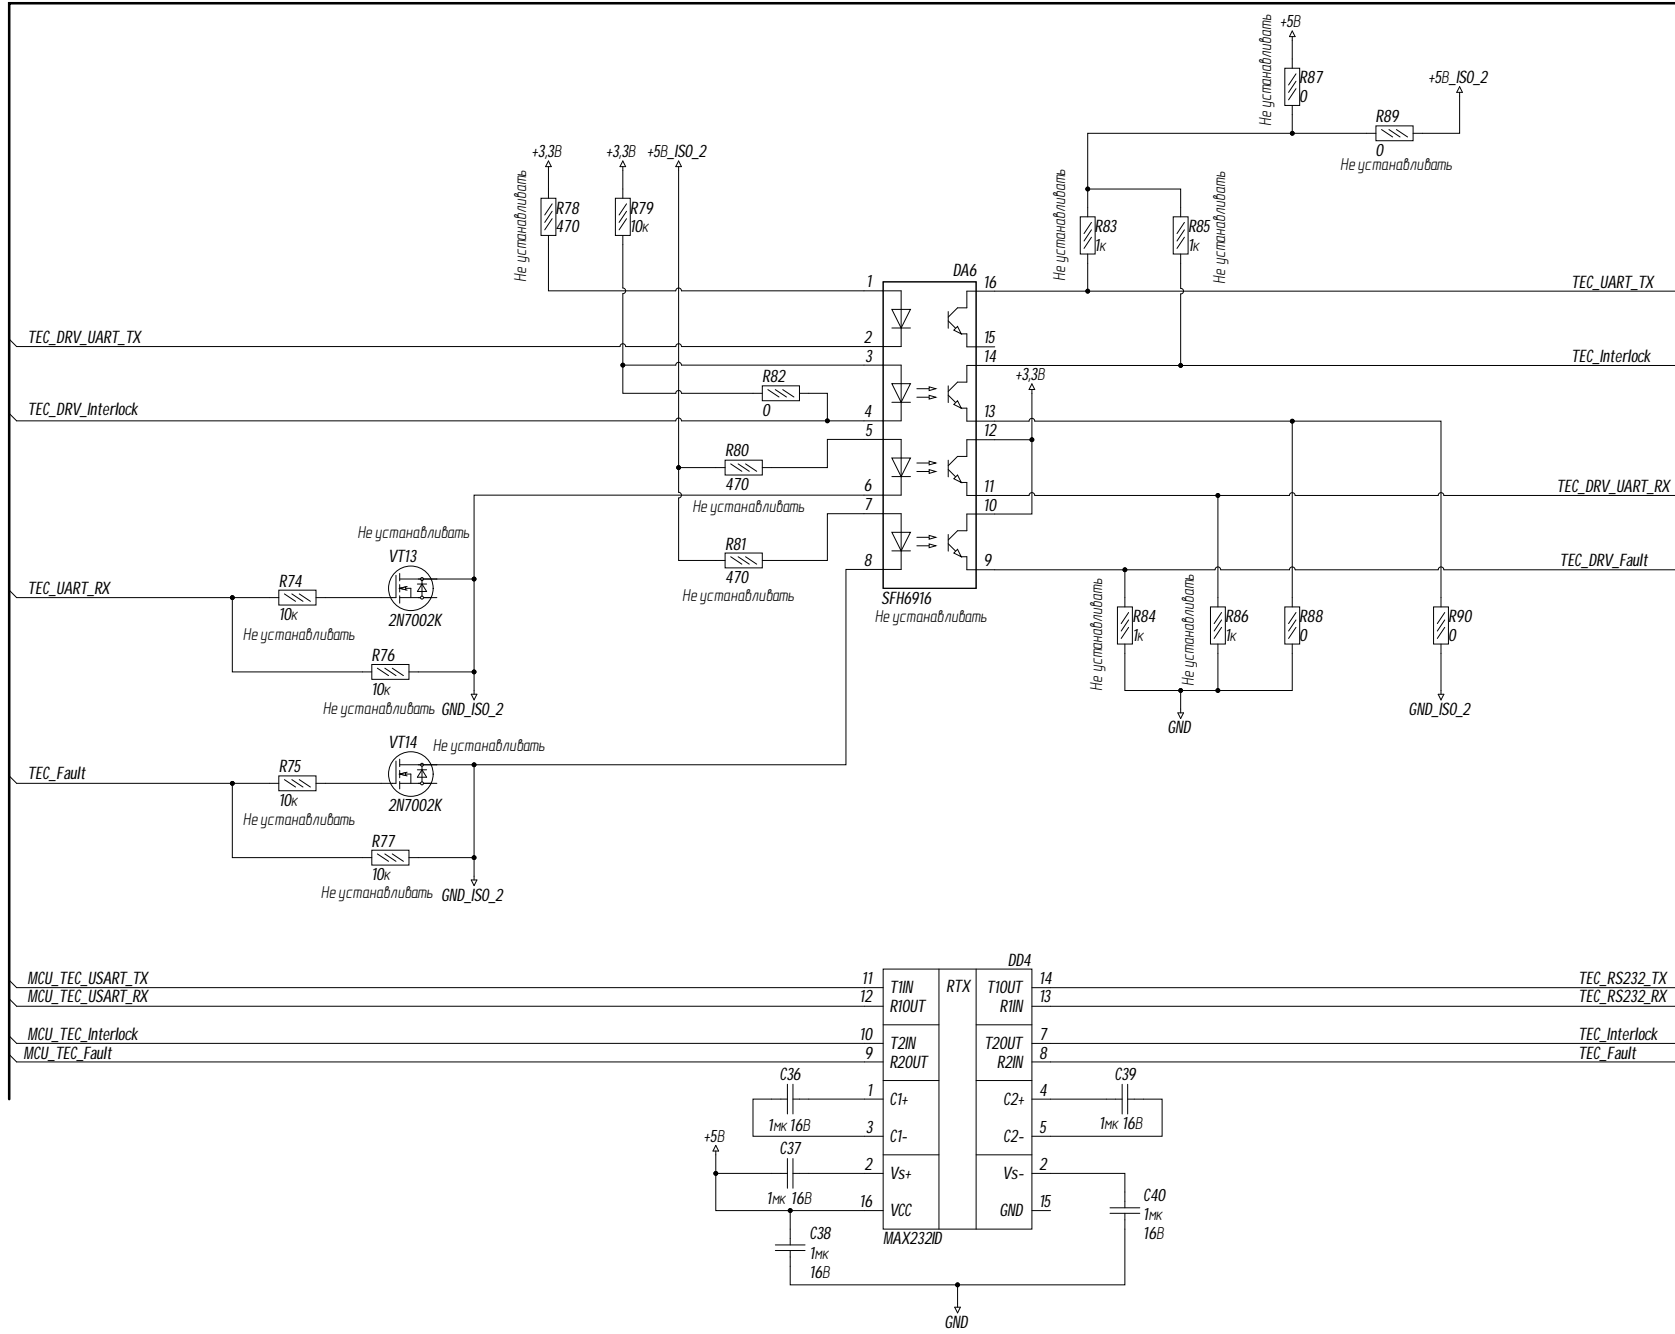 Не устанавливать
+5В
R87
0
+5В_ISO_2
R89
0
Не устанавливать
+3,3В
+3,3В
+5В_ISO_2
Не устанавливать
R78
470
R79
10к
Не устанавливать
R83
1к
R85
1к
Не устанавливать
DA6
1
16
TEC_UART_TX
TEC_DRV_UART_TX
2
15
3
14
TEC_Interlock
R82
0
+3,3В
TEC_DRV_Interlock
4
13
5
12
R80
470
6
11
TEC_DRV_UART_RX
Не устанавливать
7
10
Не устанавливать
R81
470
8
9
TEC_DRV_Fault
VT13
TEC_UART_RX
R74
10к
2N7002K
Не устанавливать
SFH6916
Не устанавливать
Не устанавливать
R84
1к
Не устанавливать
R86
1к
R88
0
R90
0
Не устанавливать
R76
10к
Не устанавливать
GND_ISO_2
GND
GND_ISO_2
VT14
Не устанавливать
TEC_Fault
R75
10к
2N7002K
Не устанавливать
R77
10к
Не устанавливать
GND_ISO_2
DD4
MCU_TEC_USART_TX
11
T1IN
RTX
T1OUT
14
TEC_RS232_TX
MCU_TEC_USART_RX
12
R1OUT
R1IN
13
TEC_RS232_RX
MCU_TEC_Interlock
10
T2IN
T2OUT
7
TEC_Interlock
MCU_TEC_Fault
9
R2OUT
R2IN
8
TEC_Fault
C36
1мк 16В
1
C1+
C2+
4
C39
1мк 16В
3
C1-
C2-
5
+5В
C37
1мк 16В
2
Vs+
Vs-
2
16
VCC
GND
15
C40
1мк
16В
C38
1мк
16В
MAX232ID
GND